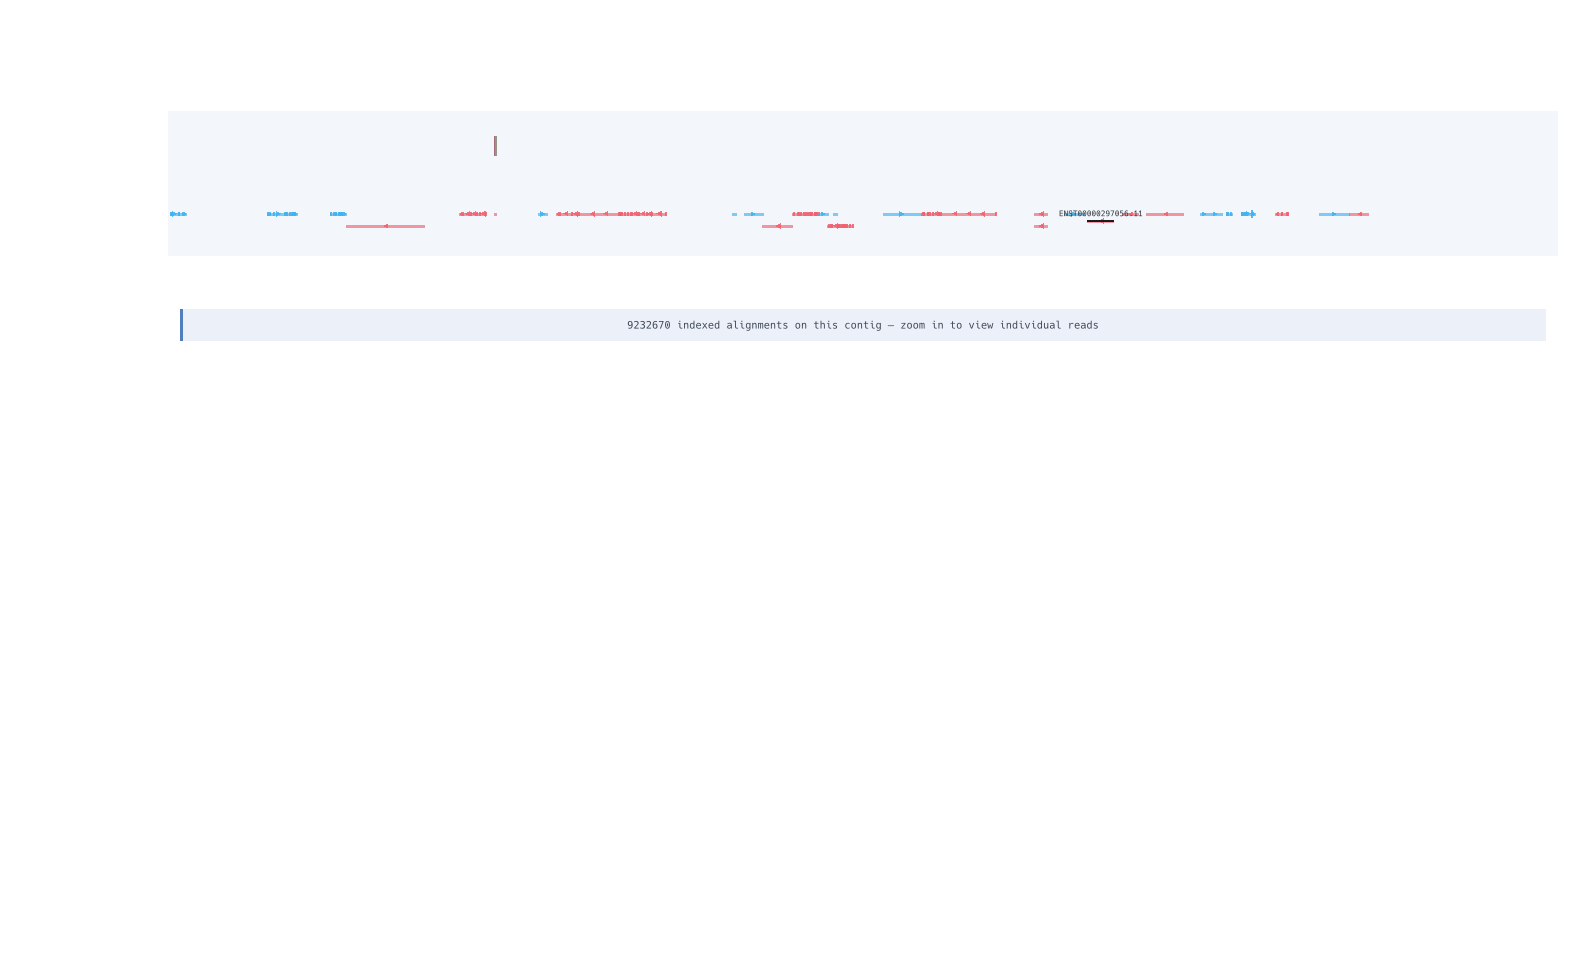 ENST00000297056.11
9232670 indexed alignments on this contig — zoom in to view individual reads